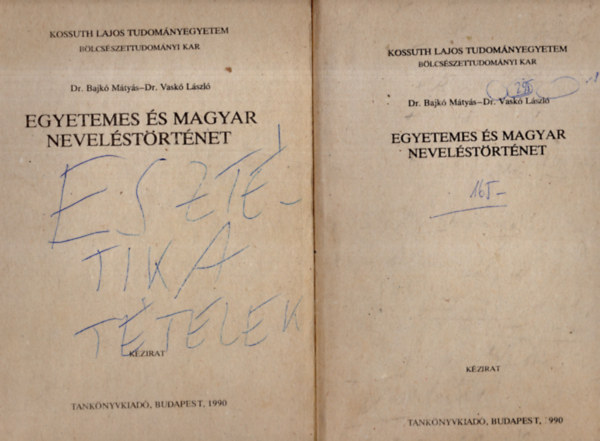 KOSSUTH LAJOS TUDOMÁNYEGYETEM
BÖLCSÉSZETTUDOMÁNYI KAR
Dr. Bajkó Mátyás–Dr. Vaskó László
EGYETEMES ÉS MAGYAR
NEVELÉSTÖRTÉNET
ESZTÉ-
TIKA
TÉTELEK
KÉZIRAT
TANKÖNYVKIADÓ, BUDAPEST, 1990
KOSSUTH LAJOS TUDOMÁNYEGYETEM
BÖLCSÉSZETTUDOMÁNYI KAR
Dr. Bajkó Mátyás–Dr. Vaskó László
EGYETEMES ÉS MAGYAR
NEVELÉSTÖRTÉNET
165-
KÉZIRAT
TANKÖNYVKIADÓ, BUDAPEST, 1990